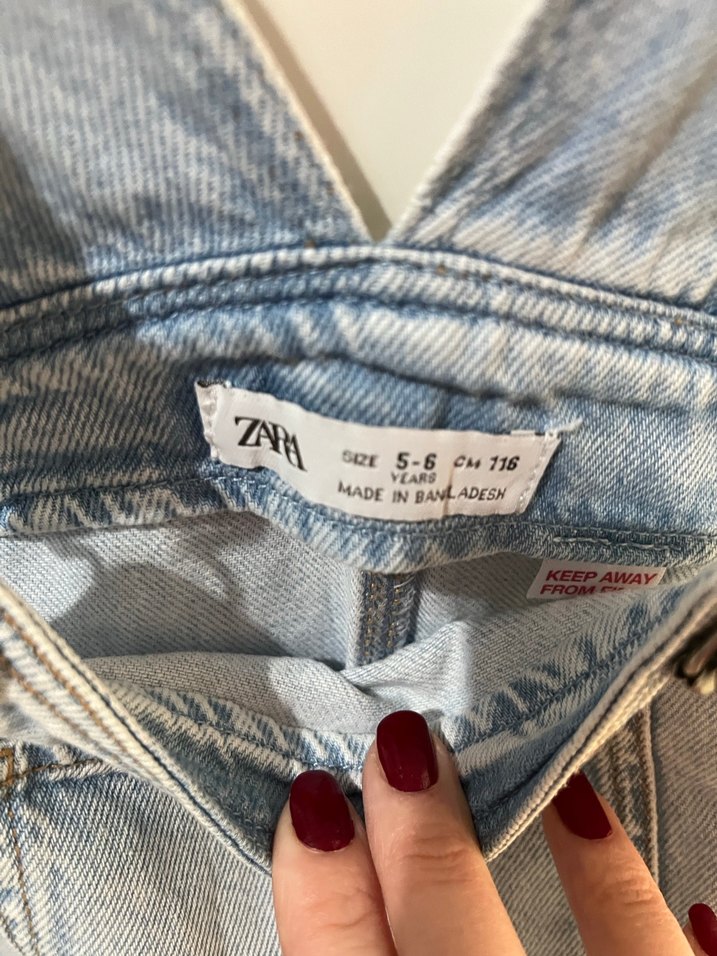 ZARA
SIZE 5-6 CM 116
YEARS
MADE IN BANLADESH
KEEP AWAY
FROM